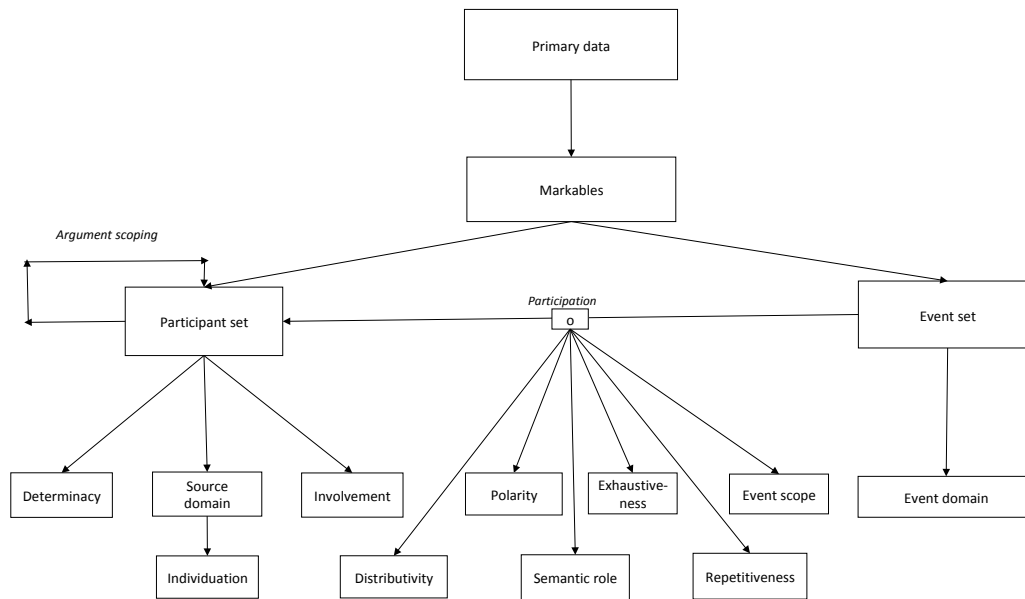 Primary data
Markables
Argument scoping
Participant set
Participation
o
Event set
Determinacy
Source
domain
Involvement
Polarity
Exhaustive-
ness
Event scope
Event domain
Individuation
Distributivity
Semantic role
Repetitiveness